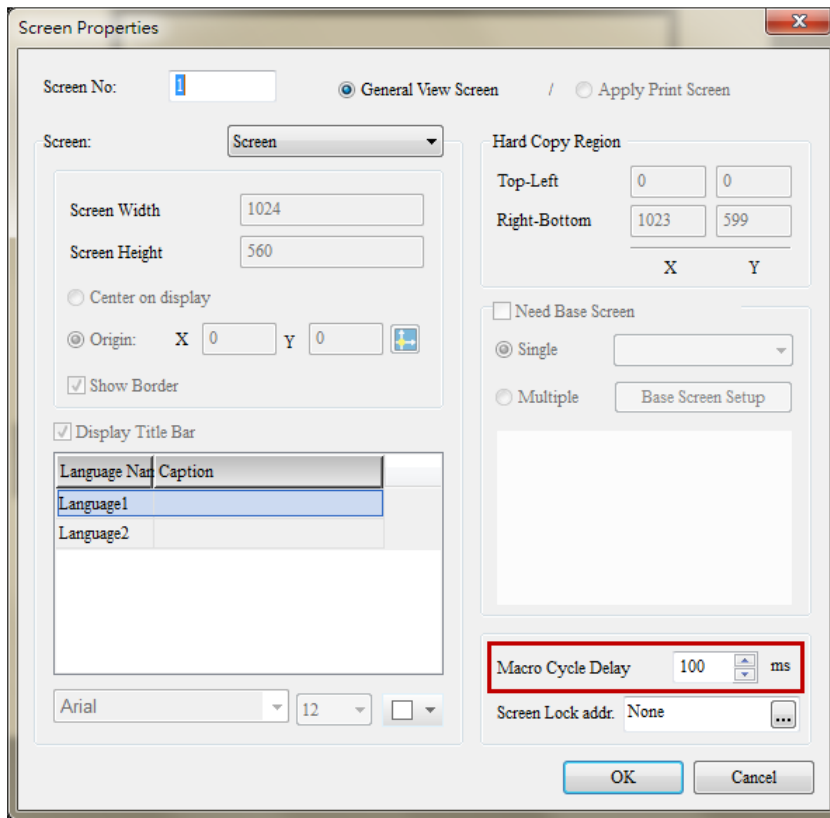 Screen Properties
Screen No: 1 General View Screen / Apply Print Screen
Screen: Screen
Screen Width 1024
Screen Height 560
Center on display
Origin: X 0 Y 0
Show Border
Display Title Bar
Language Nan Caption
Language1
Language2
Arial 12
Hard Copy Region
Top-Left 0 0
Right-Bottom 1023 599
X Y
Need Base Screen
Single
Multiple Base Screen Setup
Macro Cycle Delay 100 ms
Screen Lock addr. None ...
OK Cancel